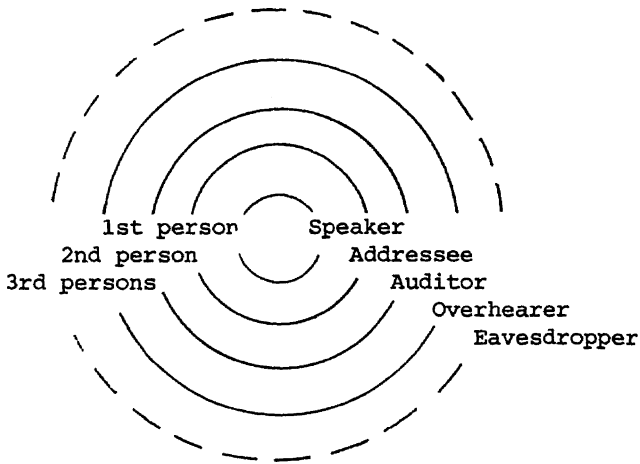 1st person Speaker
2nd person Addressee
3rd persons Auditor
Overhearer
Eavesdropper